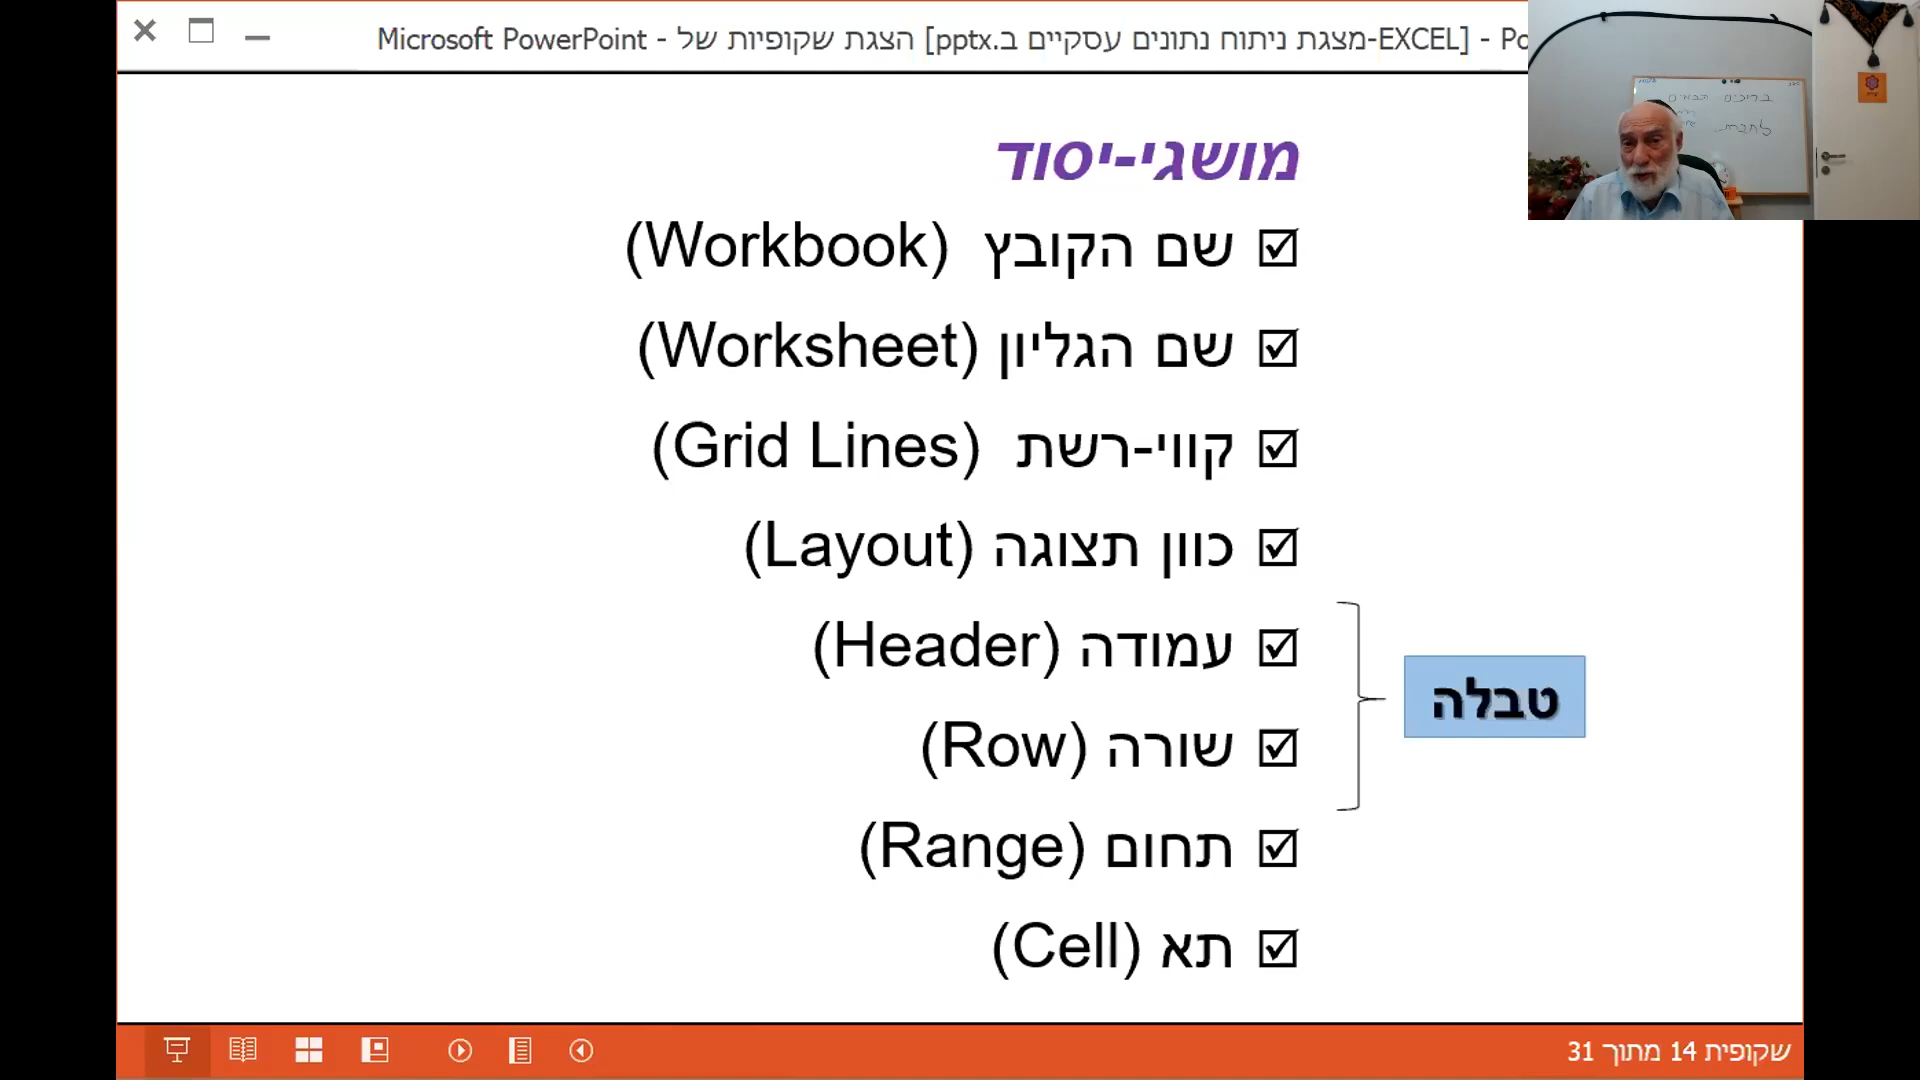 Microsoft PowerPoint - הצגת שקופיות של [pptx.מצגת ניתוח נתונים עסקיים ב-EXCEL] - Po
ברוכים הבאים
מושגי-יסוד
שם הקובץ (Workbook)
שם הגליון (Worksheet)
קווי-רשת (Grid Lines)
כוון תצוגה (Layout)
עמודה (Header)
שורה (Row)
טבלה
תחום (Range)
תא (Cell)
שקופית 14 מתוך 31